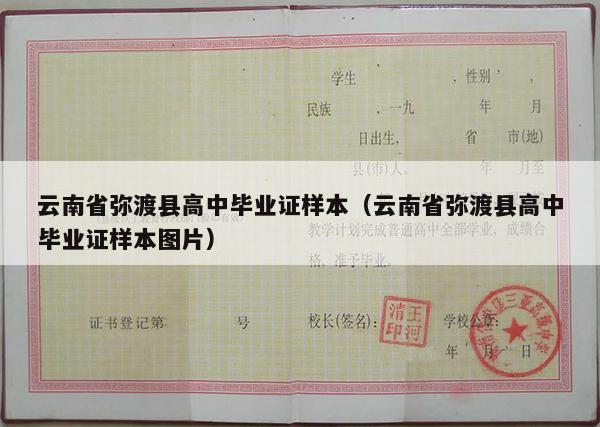 学生 ，性别 ，
民族 ，一九 年 月
日出生， 省 市(地)
县(市)人。 年 月至
云南省弥渡县高中毕业证样本（云南省弥渡县高中
毕业证样本图片）
教学计划完成普通高中全部学业，成绩合
格，准予毕业。
证书登记第 号
校长(签名)：
清王
印河
学校公章：
年 月 日